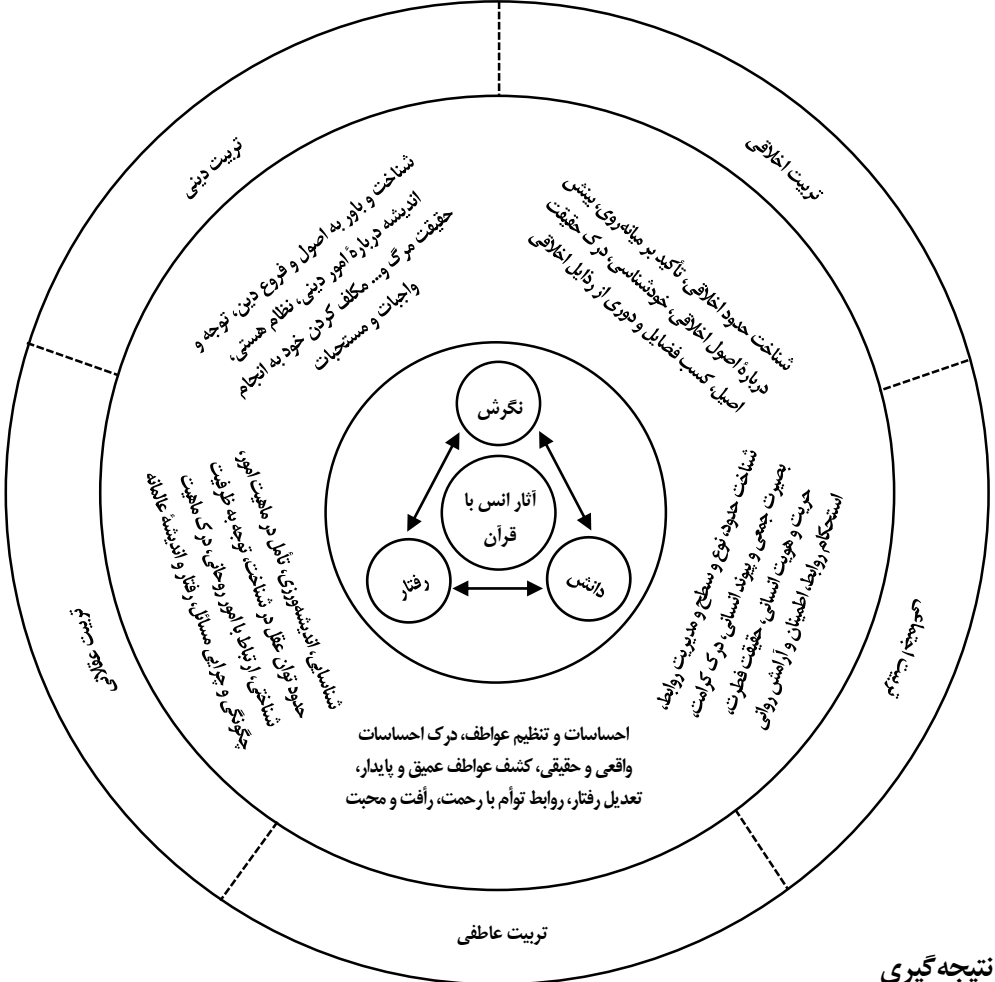 تربیت دینی
تربیت اخلاقی
شناخت و باور به اصول و فروع دین، توجه و
اندیشه دربارهٔ امور دینی، نظام هستی،
حقیقت مرگ و... مکلف کردن خود به انجام
واجبات و مستحبات
شناخت حدود اخلاقی، تأکید بر میانه‌روی، بینش
دربارهٔ اصول اخلاقی، خودشناسی، درک حقیقت
اصیل، کسب فضایل و دوری از رذایل اخلاقی
نگرش
آثار انس با
قرآن
رفتار
دانش
شناسایی، اندیشه‌ورزی، تأمل در ماهیت امور،
حدود توان عقل در شناخت، توجه به ظرفیت
شناختی، ارتباط با امور روحانی، درک ماهیت
چگونگی و چرایی مسائل، رفتار و اندیشهٔ عالمانه
شناخت حدود، نوع و سطح و مدیریت روابط،
بصیرت جمعی و پیوند انسانی، درک کرامت،
حریت و هویت انسانی، حقیقت فطرت،
استحکام روابط، اطمینان و آرامش روانی
تربیت عقلانی
تربیت اجتماعی
احساسات و تنظیم عواطف، درک احساسات
واقعی و حقیقی، کشف عواطف عمیق و پایدار،
تعدیل رفتار، روابط توأم با رحمت، رأفت و محبت
تربیت عاطفی
نتیجه‌گیری